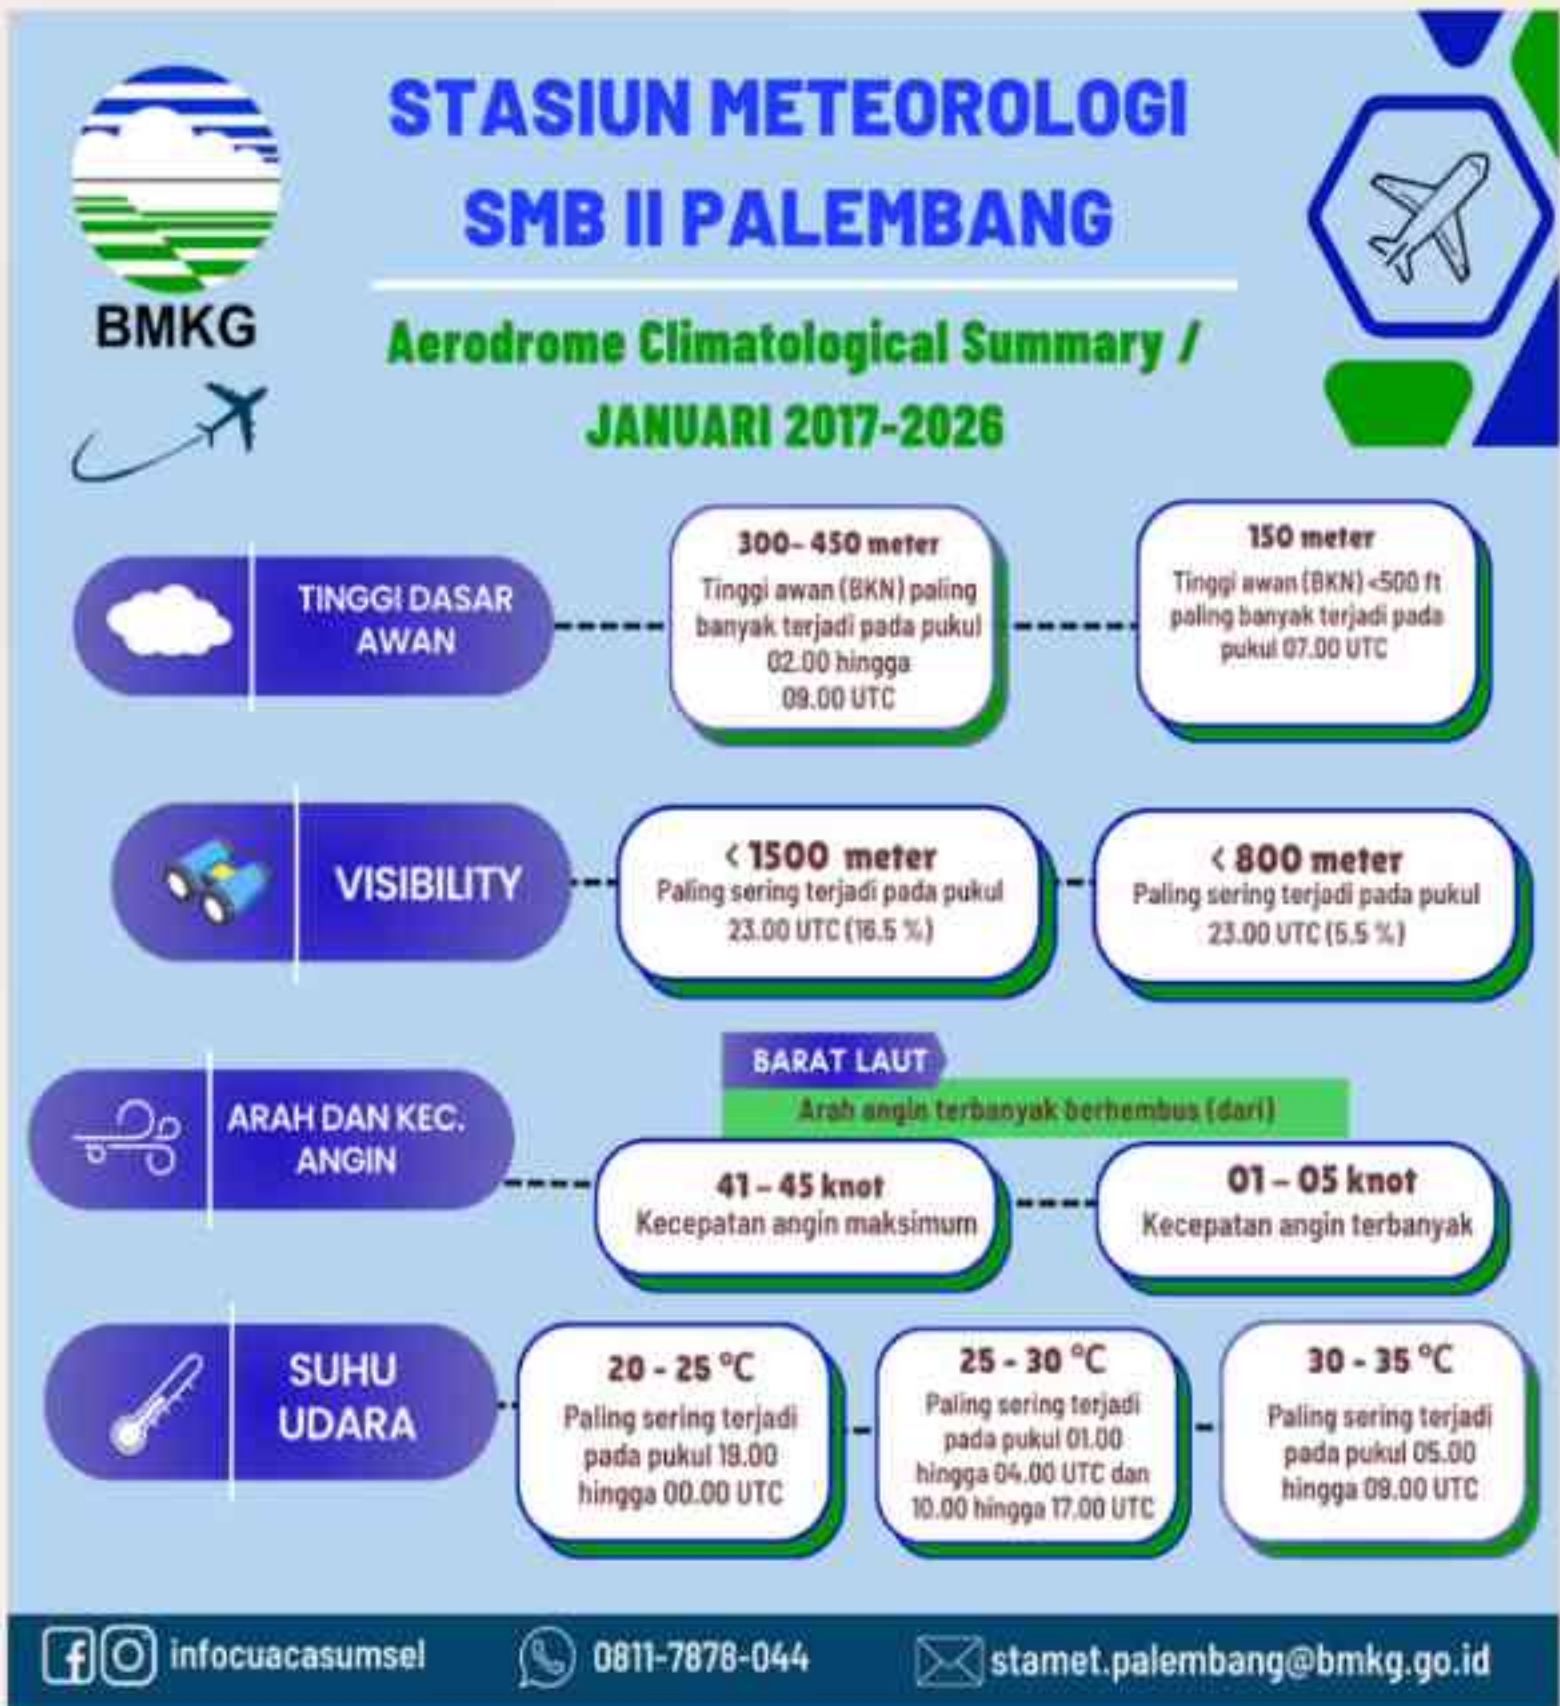 STASIUN METEOROLOGI
SMB II PALEMBANG
BMKG
Aerodrome Climatological Summary /
JANUARI 2017-2026
TINGGI DASAR
AWAN
300- 450 meter
Tinggi awan (BKN) paling
banyak terjadi pada pukul
02.00 hingga
09.00 UTC
150 meter
Tinggi awan (BKN) <500 ft
paling banyak terjadi pada
pukul 07.00 UTC
VISIBILITY
< 1500 meter
Paling sering terjadi pada pukul
23.00 UTC (16.5 %)
< 800 meter
Paling sering terjadi pada pukul
23.00 UTC (5.5 %)
ARAH DAN KEC.
ANGIN
BARAT LAUT
Arah angin terbanyak berhembus (dari)
41 – 45 knot
Kecepatan angin maksimum
01 – 05 knot
Kecepatan angin terbanyak
SUHU
UDARA
20 - 25 °C
Paling sering terjadi
pada pukul 19.00
hingga 00.00 UTC
25 - 30 °C
Paling sering terjadi
pada pukul 01.00
hingga 04.00 UTC dan
10.00 hingga 17.00 UTC
30 - 35 °C
Paling sering terjadi
pada pukul 05.00
hingga 09.00 UTC
infocuacasumsel
0811-7878-044
stamet.palembang@bmkg.go.id